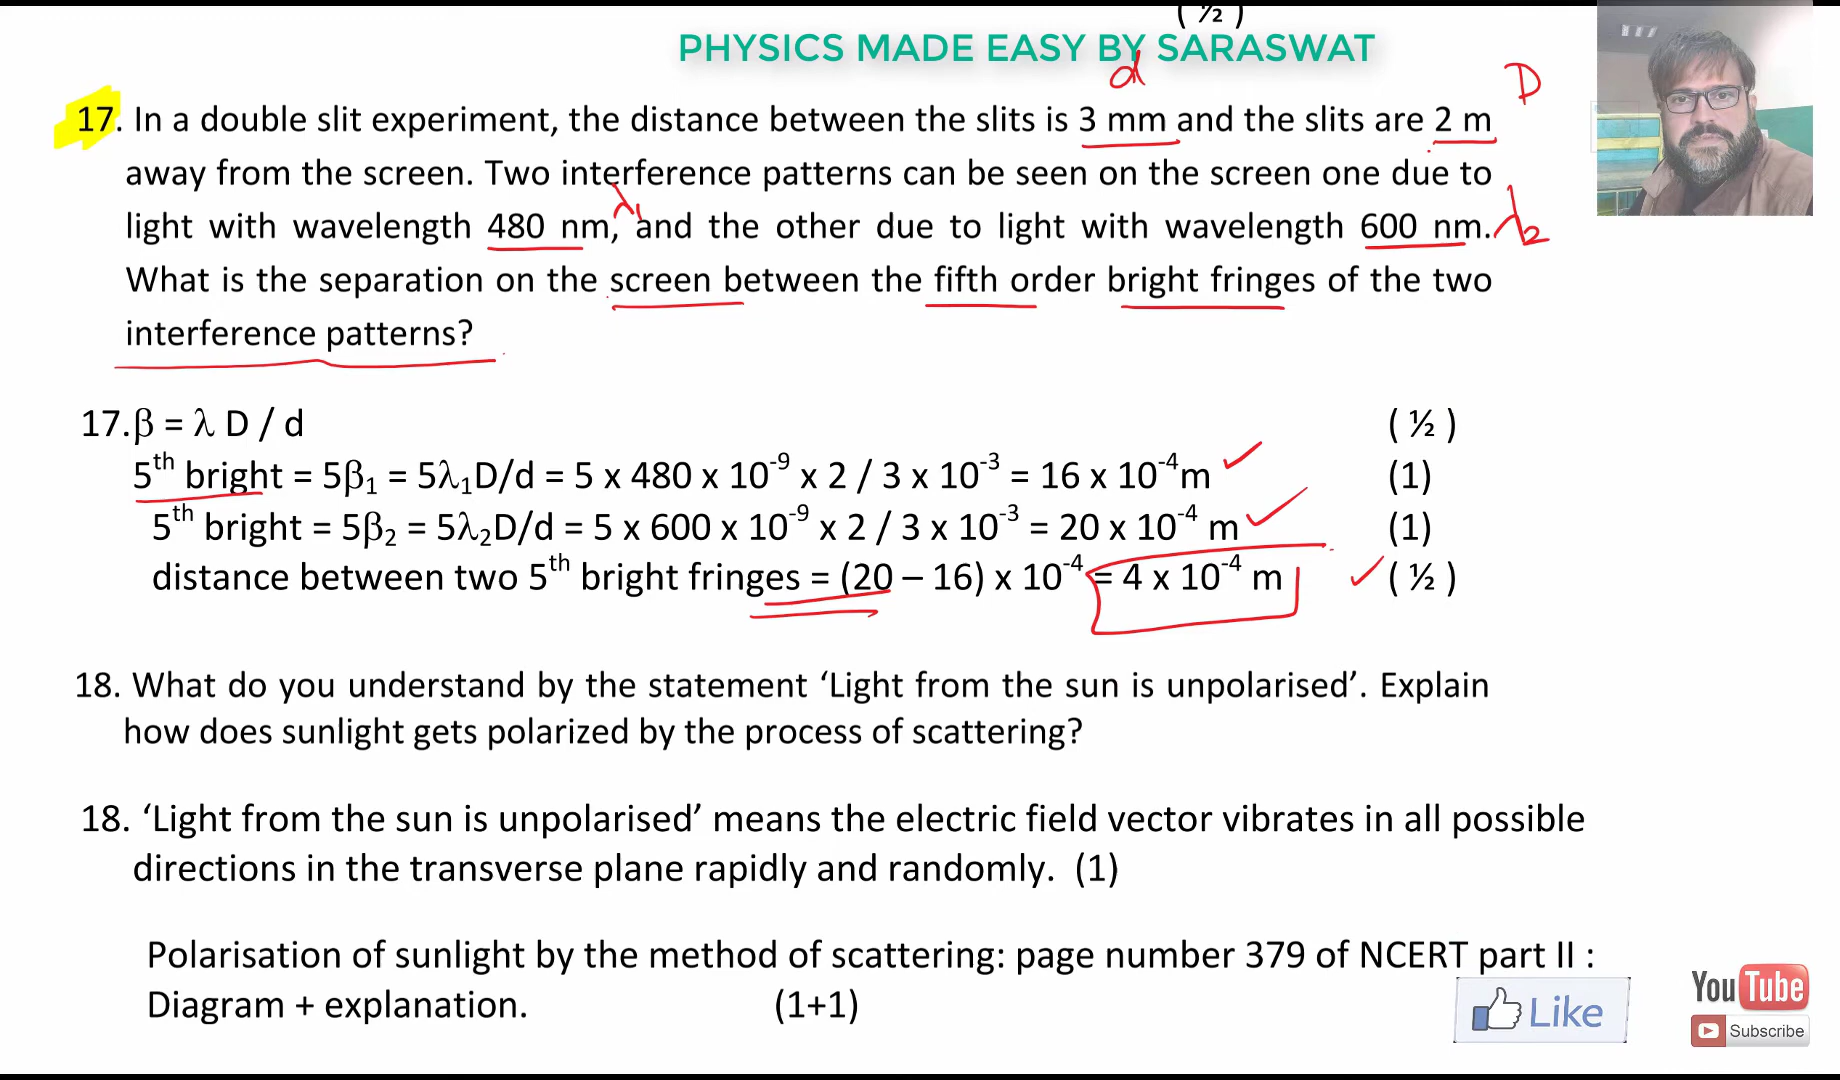 ( ½ )
PHYSICS MADE EASY BY SARASWAT
d
D
17. In a double slit experiment, the distance between the slits is 3 mm and the slits are 2 m
away from the screen. Two interference patterns can be seen on the screen one due to
λ1
light with wavelength 480 nm, and the other due to light with wavelength 600 nm. λ2
What is the separation on the screen between the fifth order bright fringes of the two
interference patterns?
17.β = λ D / d ( ½ )
5th bright = 5β₁ = 5λ₁D/d = 5 x 480 x 10⁻⁹ x 2 / 3 x 10⁻³ = 16 x 10⁻⁴m (1)
5th bright = 5β₂ = 5λ₂D/d = 5 x 600 x 10⁻⁹ x 2 / 3 x 10⁻³ = 20 x 10⁻⁴ m (1)
distance between two 5th bright fringes = (20 – 16) x 10⁻⁴ = 4 x 10⁻⁴ m ( ½ )
18. What do you understand by the statement ‘Light from the sun is unpolarised’. Explain
how does sunlight gets polarized by the process of scattering?
18. ‘Light from the sun is unpolarised’ means the electric field vector vibrates in all possible
directions in the transverse plane rapidly and randomly. (1)
Polarisation of sunlight by the method of scattering: page number 379 of NCERT part II :
Diagram + explanation. (1+1)
Like
YouTube
Subscribe